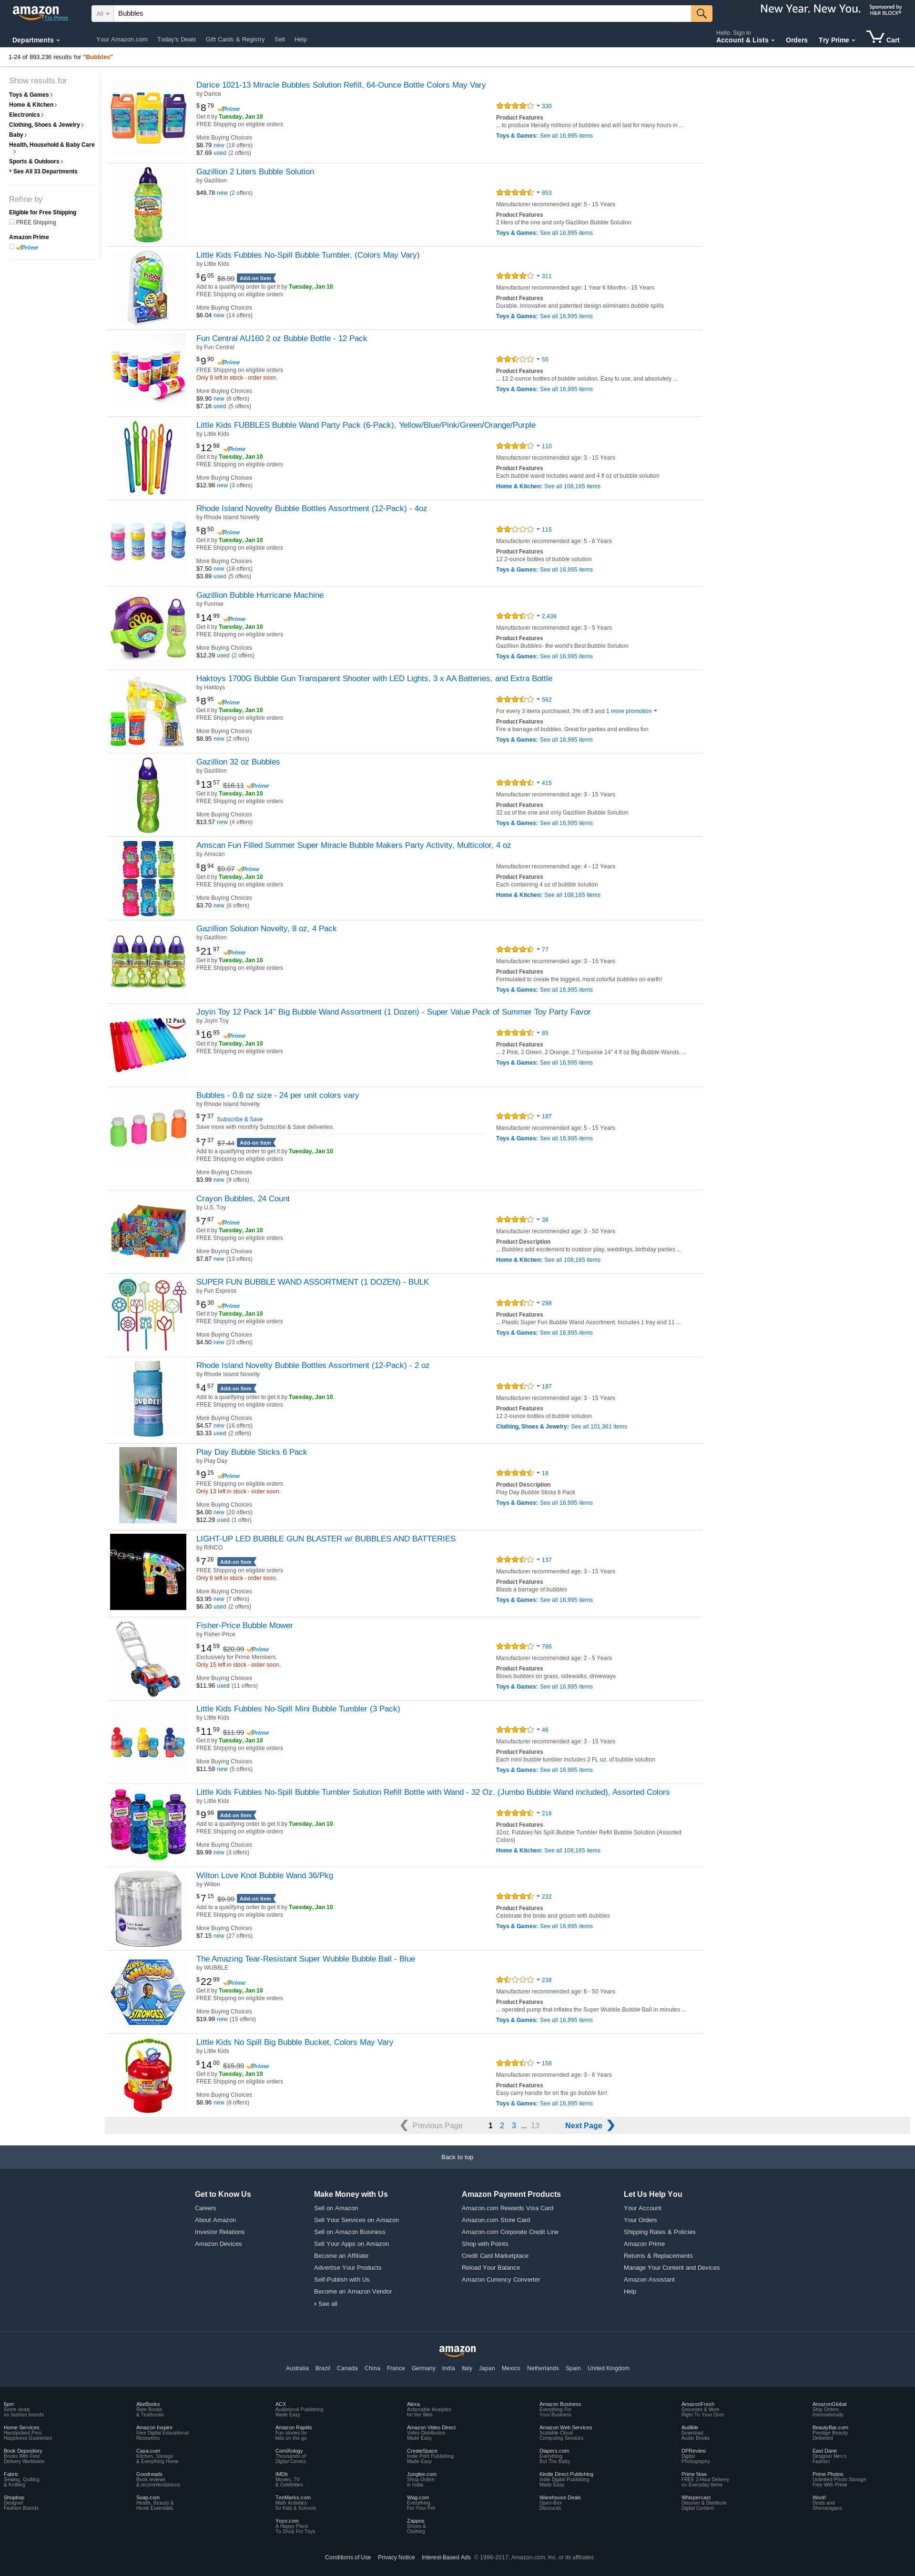 amazon
Try Prime
All
Bubbles
New Year. New You.
Sponsored by
H&R BLOCK
Departments
Your Amazon.com Today's Deals Gift Cards & Registry Sell Help
Hello. Sign in
Account & Lists Orders Try Prime Cart
1-24 of 893,236 results for "Bubbles"
Show results for
Toys & Games
Home & Kitchen
Electronics
Clothing, Shoes & Jewelry
Baby
Health, Household & Baby Care
Sports & Outdoors
+ See All 33 Departments
Refine by
Eligible for Free Shipping
FREE Shipping
Amazon Prime
Prime
Darice 1021-13 Miracle Bubbles Solution Refill, 64-Ounce Bottle Colors May Vary
by Darice
$8 79 Prime
Get it by Tuesday, Jan 10
FREE Shipping on eligible orders
More Buying Choices
$8.79 new (18 offers)
$7.69 used (2 offers)
330
Product Features
... to produce literally millions of bubbles and will last for many hours in ...
Toys & Games: See all 16,995 items
Gazillion 2 Liters Bubble Solution
by Gazillion
$49.78 new (2 offers)
853
Manufacturer recommended age: 5 - 15 Years
Product Features
2 liters of the one and only Gazillion Bubble Solution
Toys & Games: See all 16,995 items
Little Kids Fubbles No-Spill Bubble Tumbler, (Colors May Vary)
by Little Kids
$6 05 $8.99 Add-on Item
Add to a qualifying order to get it by Tuesday, Jan 10.
FREE Shipping on eligible orders
More Buying Choices
$6.04 new (14 offers)
311
Manufacturer recommended age: 1 Year 6 Months - 15 Years
Product Features
Durable, innovative and patented design eliminates bubble spills
Toys & Games: See all 16,995 items
Fun Central AU160 2 oz Bubble Bottle - 12 Pack
by Fun Central
$9 90 Prime
FREE Shipping on eligible orders
Only 9 left in stock - order soon.
More Buying Choices
$9.90 new (6 offers)
$7.16 used (5 offers)
55
Product Features
... 12 2-ounce bottles of bubble solution. Easy to use, and absolutely ...
Toys & Games: See all 16,995 items
Little Kids FUBBLES Bubble Wand Party Pack (6-Pack), Yellow/Blue/Pink/Green/Orange/Purple
by Little Kids
$12 98 Prime
Get it by Tuesday, Jan 10
FREE Shipping on eligible orders
More Buying Choices
$12.98 new (3 offers)
110
Manufacturer recommended age: 3 - 15 Years
Product Features
Each bubble wand includes wand and 4 fl oz of bubble solution
Home & Kitchen: See all 108,165 items
Rhode Island Novelty Bubble Bottles Assortment (12-Pack) - 4oz
by Rhode Island Novelty
$8 50 Prime
Get it by Tuesday, Jan 10
FREE Shipping on eligible orders
More Buying Choices
$7.50 new (18 offers)
$3.89 used (5 offers)
115
Manufacturer recommended age: 5 - 8 Years
Product Features
12 2-ounce bottles of bubble solution
Toys & Games: See all 16,995 items
Gazillion Bubble Hurricane Machine
by Funrise
$14 99 Prime
Get it by Tuesday, Jan 10
FREE Shipping on eligible orders
More Buying Choices
$12.29 used (2 offers)
2,438
Manufacturer recommended age: 3 - 5 Years
Product Features
Gazillion Bubbles- the world's Best Bubble Solution
Toys & Games: See all 16,995 items
Haktoys 1700G Bubble Gun Transparent Shooter with LED Lights, 3 x AA Batteries, and Extra Bottle
by Haktoys
$8 95 Prime
Get it by Tuesday, Jan 10
FREE Shipping on eligible orders
More Buying Choices
$8.95 new (2 offers)
562
For every 3 items purchased, 3% off 3 and 1 more promotion
Product Features
Fire a barrage of bubbles. Great for parties and endless fun
Toys & Games: See all 16,995 items
Gazillion 32 oz Bubbles
by Gazillion
$13 57 $16.11 Prime
Get it by Tuesday, Jan 10
FREE Shipping on eligible orders
More Buying Choices
$13.57 new (4 offers)
415
Manufacturer recommended age: 3 - 15 Years
Product Features
32 oz of the one and only Gazillion Bubble Solution
Toys & Games: See all 16,995 items
Amscan Fun Filled Summer Super Miracle Bubble Makers Party Activity, Multicolor, 4 oz
by Amscan
$8 94 $9.07 Prime
Get it by Tuesday, Jan 10
FREE Shipping on eligible orders
More Buying Choices
$3.70 new (6 offers)
Manufacturer recommended age: 4 - 12 Years
Product Features
Each containing 4 oz of bubble solution
Home & Kitchen: See all 108,165 items
Gazillion Solution Novelty, 8 oz, 4 Pack
by Gazillion
$21 97 Prime
Get it by Tuesday, Jan 10
FREE Shipping on eligible orders
77
Manufacturer recommended age: 3 - 15 Years
Product Features
Formulated to create the biggest, most colorful bubbles on earth!
Toys & Games: See all 16,995 items
12 Pack
Joyin Toy 12 Pack 14'' Big Bubble Wand Assortment (1 Dozen) - Super Value Pack of Summer Toy Party Favor
by Joyin Toy
$16 95 Prime
Get it by Tuesday, Jan 10
FREE Shipping on eligible orders
85
Product Features
... 2 Pink, 2 Green, 2 Orange, 2 Turquoise 14" 4 fl oz Big Bubble Wands. ...
Toys & Games: See all 16,995 items
Bubbles - 0.6 oz size - 24 per unit colors vary
by Rhode Island Novelty
$7 37 Subscribe & Save
Save more with monthly Subscribe & Save deliveries.
$7 37 $7.44 Add-on Item
Add to a qualifying order to get it by Tuesday, Jan 10.
FREE Shipping on eligible orders
More Buying Choices
$3.99 new (9 offers)
187
Manufacturer recommended age: 5 - 15 Years
Toys & Games: See all 16,995 items
Crayon Bubbles, 24 Count
by U.S. Toy
$7 87 Prime
Get it by Tuesday, Jan 10
FREE Shipping on eligible orders
More Buying Choices
$7.87 new (13 offers)
38
Manufacturer recommended age: 3 - 50 Years
Product Description
... Bubbles add excitement to outdoor play, weddings, birthday parties ...
Home & Kitchen: See all 108,165 items
SUPER FUN BUBBLE WAND ASSORTMENT (1 DOZEN) - BULK
by Fun Express
$6 30 Prime
Get it by Tuesday, Jan 10
FREE Shipping on eligible orders
More Buying Choices
$4.50 new (23 offers)
298
Product Features
... Plastic Super Fun Bubble Wand Assortment. Includes 1 tray and 11 ...
Toys & Games: See all 16,995 items
BUBBLES
Rhode Island Novelty Bubble Bottles Assortment (12-Pack) - 2 oz
by Rhode Island Novelty
$4 57 Add-on Item
Add to a qualifying order to get it by Tuesday, Jan 10.
FREE Shipping on eligible orders
More Buying Choices
$4.57 new (16 offers)
$3.33 used (2 offers)
197
Manufacturer recommended age: 3 - 15 Years
Product Features
12 2-ounce bottles of bubble solution
Clothing, Shoes & Jewelry: See all 101,361 items
Play Day Bubble Sticks 6 Pack
by Play Day
$9 25 Prime
FREE Shipping on eligible orders
Only 13 left in stock - order soon.
More Buying Choices
$4.00 new (20 offers)
$12.29 used (1 offer)
18
Product Description
Play Day Bubble Sticks 6 Pack
Toys & Games: See all 16,995 items
LIGHT-UP LED BUBBLE GUN BLASTER w/ BUBBLES AND BATTERIES
by RINCO
$7 26 Add-on Item
FREE Shipping on eligible orders
Only 8 left in stock - order soon.
More Buying Choices
$3.95 new (7 offers)
$6.30 used (2 offers)
137
Manufacturer recommended age: 3 - 15 Years
Product Features
Blasts a barrage of bubbles
Toys & Games: See all 16,995 items
Fisher-Price Bubble Mower
by Fisher-Price
$14 59 $20.99 Prime
Exclusively for Prime Members
Only 15 left in stock - order soon.
More Buying Choices
$11.96 used (11 offers)
786
Manufacturer recommended age: 2 - 5 Years
Product Features
Blows bubbles on grass, sidewalks, driveways
Toys & Games: See all 16,995 items
Little Kids Fubbles No-Spill Mini Bubble Tumbler (3 Pack)
by Little Kids
$11 59 $11.99 Prime
Get it by Tuesday, Jan 10
FREE Shipping on eligible orders
More Buying Choices
$11.59 new (5 offers)
46
Manufacturer recommended age: 3 - 15 Years
Product Features
Each mini bubble tumbler includes 2 FL oz. of bubble solution
Toys & Games: See all 16,995 items
Little Kids Fubbles No-Spill Bubble Tumbler Solution Refill Bottle with Wand - 32 Oz. (Jumbo Bubble Wand included), Assorted Colors
by Little Kids
$9 99 Add-on Item
Add to a qualifying order to get it by Tuesday, Jan 10.
FREE Shipping on eligible orders
More Buying Choices
$9.99 new (3 offers)
216
Product Features
32oz. Fubbles No Spill Bubble Tumbler Refill Bubble Solution (Assorted
Colors)
Home & Kitchen: See all 108,165 items
Wilton Love Knot Bubble Wand 36/Pkg
by Wilton
$7 15 $9.99 Add-on Item
Add to a qualifying order to get it by Tuesday, Jan 10.
FREE Shipping on eligible orders
More Buying Choices
$7.15 new (27 offers)
232
Product Features
Celebrate the bride and groom with bubbles
Toys & Games: See all 16,995 items
The Amazing Tear-Resistant Super Wubble Bubble Ball - Blue
by WUBBLE
$22 99 Prime
Get it by Tuesday, Jan 10
FREE Shipping on eligible orders
More Buying Choices
$19.99 new (15 offers)
238
Manufacturer recommended age: 6 - 50 Years
Product Features
... operated pump that inflates the Super Wubble Bubble Ball in minutes ...
Toys & Games: See all 16,995 items
Little Kids No Spill Big Bubble Bucket, Colors May Vary
by Little Kids
$14 00 $15.99 Prime
Get it by Tuesday, Jan 10
FREE Shipping on eligible orders
More Buying Choices
$8.96 new (8 offers)
158
Manufacturer recommended age: 3 - 6 Years
Product Features
Easy carry handle for on the go bubble fun!
Toys & Games: See all 16,995 items
Previous Page 1 2 3 ... 13 Next Page
Back to top
Get to Know Us
Careers
About Amazon
Investor Relations
Amazon Devices
Make Money with Us
Sell on Amazon
Sell Your Services on Amazon
Sell on Amazon Business
Sell Your Apps on Amazon
Become an Affiliate
Advertise Your Products
Self-Publish with Us
Become an Amazon Vendor
› See all
Amazon Payment Products
Amazon.com Rewards Visa Card
Amazon.com Store Card
Amazon.com Corporate Credit Line
Shop with Points
Credit Card Marketplace
Reload Your Balance
Amazon Currency Converter
Let Us Help You
Your Account
Your Orders
Shipping Rates & Policies
Amazon Prime
Returns & Replacements
Manage Your Content and Devices
Amazon Assistant
Help
amazon
Australia Brazil Canada China France Germany India Italy Japan Mexico Netherlands Spain United Kingdom
6pm
Score deals
on fashion brands
AbeBooks
Rare Books
& Textbooks
ACX
Audiobook Publishing
Made Easy
Alexa
Actionable Analytics
for the Web
Amazon Business
Everything For
Your Business
AmazonFresh
Groceries & More
Right To Your Door
AmazonGlobal
Ship Orders
Internationally
Home Services
Handpicked Pros
Happiness Guarantee
Amazon Inspire
Free Digital Educational
Resources
Amazon Rapids
Fun stories for
kids on the go
Amazon Video Direct
Video Distribution
Made Easy
Amazon Web Services
Scalable Cloud
Computing Services
Audible
Download
Audio Books
BeautyBar.com
Prestige Beauty
Delivered
Book Depository
Books With Free
Delivery Worldwide
Casa.com
Kitchen, Storage
& Everything Home
ComiXology
Thousands of
Digital Comics
CreateSpace
Indie Print Publishing
Made Easy
Diapers.com
Everything
But The Baby
DPReview
Digital
Photography
East Dane
Designer Men's
Fashion
Fabric
Sewing, Quilting
& Knitting
Goodreads
Book reviews
& recommendations
IMDb
Movies, TV
& Celebrities
Junglee.com
Shop Online
in India
Kindle Direct Publishing
Indie Digital Publishing
Made Easy
Prime Now
FREE 2-Hour Delivery
on Everyday Items
Prime Photos
Unlimited Photo Storage
Free With Prime
Shopbop
Designer
Fashion Brands
Soap.com
Health, Beauty &
Home Essentials
TenMarks.com
Math Activities
for Kids & Schools
Wag.com
Everything
For Your Pet
Warehouse Deals
Open-Box
Discounts
Whispercast
Discover & Distribute
Digital Content
Woot!
Deals and
Shenanigans
Yoyo.com
A Happy Place
To Shop For Toys
Zappos
Shoes &
Clothing
Conditions of Use Privacy Notice Interest-Based Ads © 1996-2017, Amazon.com, Inc. or its affiliates